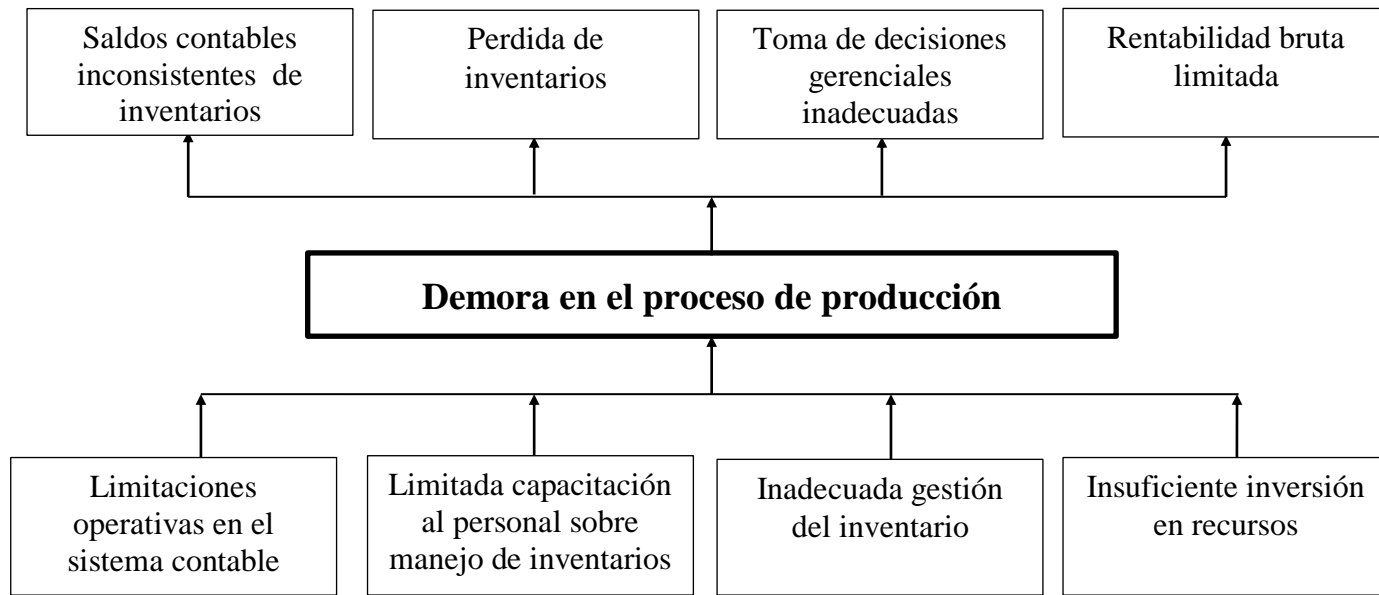 Saldos contables
inconsistentes de
inventarios
Perdida de
inventarios
Toma de decisiones
gerenciales
inadecuadas
Rentabilidad bruta
limitada
Demora en el proceso de producción
Limitaciones
operativas en el
sistema contable
Limitada capacitación
al personal sobre
manejo de inventarios
Inadecuada gestión
del inventario
Insuficiente inversión
en recursos